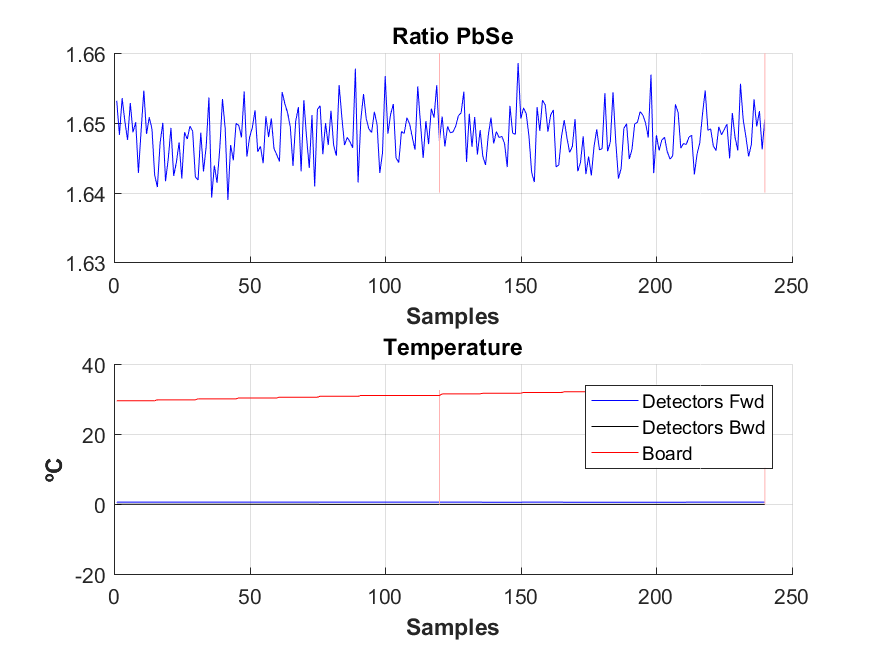 Ratio PbSe
1.66
1.65
1.64
1.63
0
50
100
150
200
250
Samples
Temperature
40
20
0
-20
ºC
Detectors Fwd
Detectors Bwd
Board
0
50
100
150
200
250
Samples